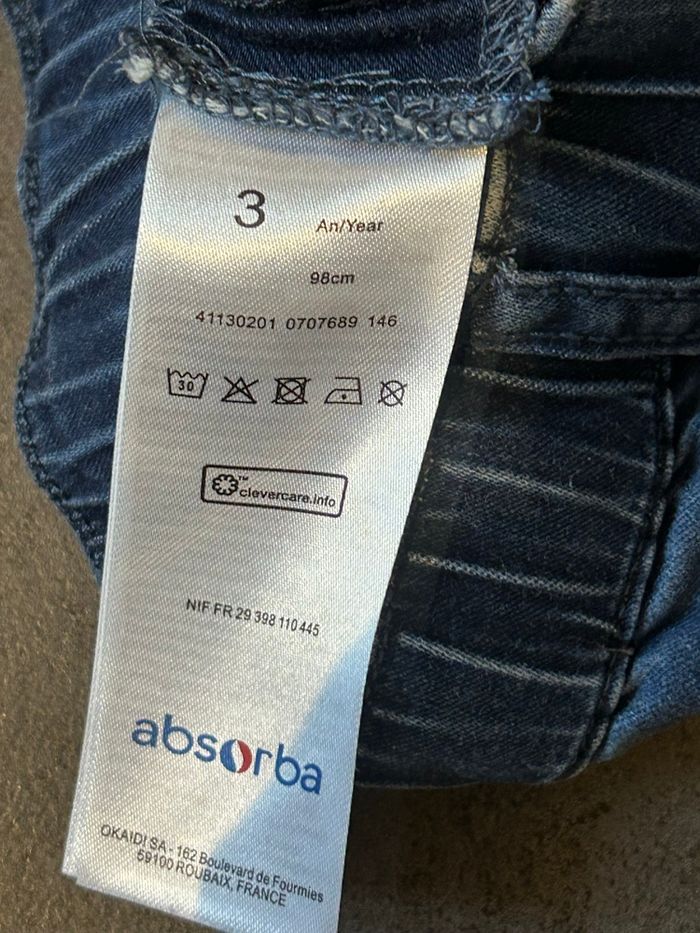 3 An/Year
98cm
41130201 0707689 146
30
clevercare.info
NIF FR 29 398 110 445
absorba
OKAIDI SA - 162 Boulevard de Fourmies
59100 ROUBAIX, FRANCE